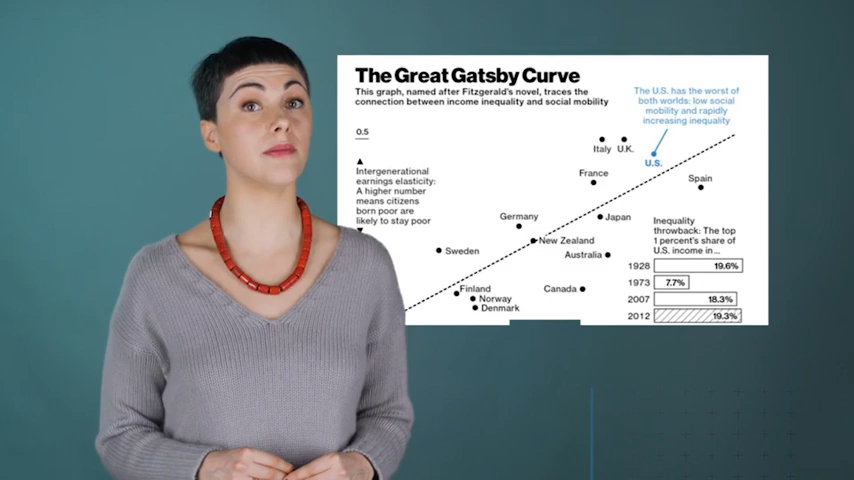 The Great Gatsby Curve
This graph, named after Fitzgerald's novel, traces the
connection between income inequality and social mobility
The U.S. has the worst of
both worlds: low social
mobility and rapidly
increasing inequality
0.5
Italy U.K.
U.S.
Intergenerational
earnings elasticity:
A higher number
means citizens
born poor are
likely to stay poor
France
Spain
Germany
Japan
New Zealand
Sweden
Australia
Finland
Norway
Denmark
Canada
Inequality
throwback: The top
1 percent's share of
U.S. income in...
1928 19.6%
1973 7.7%
2007 18.3%
2012 19.3%